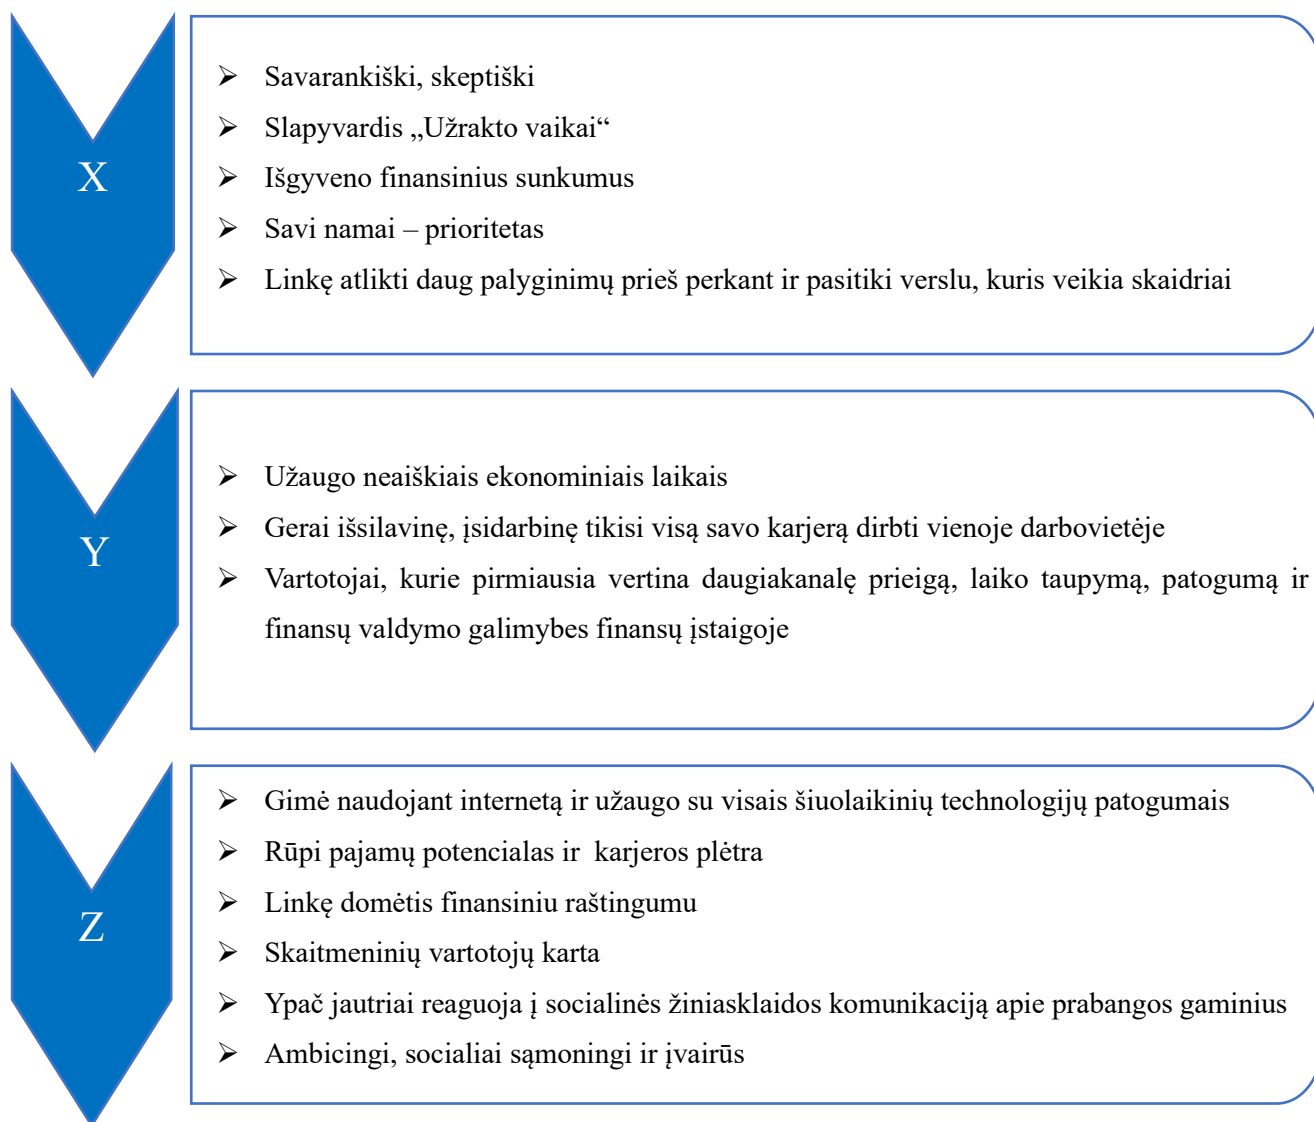 X
➢ Savarankiški, skeptiški
➢ Slapyvardis „Užrakto vaikai“
➢ Išgyveno finansinius sunkumus
➢ Savi namai – prioritetas
➢ Linkę atlikti daug palyginimų prieš perkant ir pasitiki verslu, kuris veikia skaidriai
Y
➢ Užaugo neaiškiais ekonominiais laikais
➢ Gerai išsilavinę, įsidarbinę tikisi visą savo karjerą dirbti vienoje darbovietėje
➢ Vartotojai, kurie pirmiausia vertina daugiakanalę prieigą, laiko taupymą, patogumą ir
finansų valdymo galimybes finansų įstaigoje
Z
➢ Gimė naudojant internetą ir užaugo su visais šiuolaikinių technologijų patogumais
➢ Rūpi pajamų potencialas ir  karjeros plėtra
➢ Linkę domėtis finansiniu raštingumu
➢ Skaitmeninių vartotojų karta
➢ Ypač jautriai reaguoja į socialinės žiniasklaidos komunikaciją apie prabangos gaminius
➢ Ambicingi, socialiai sąmoningi ir įvairūs